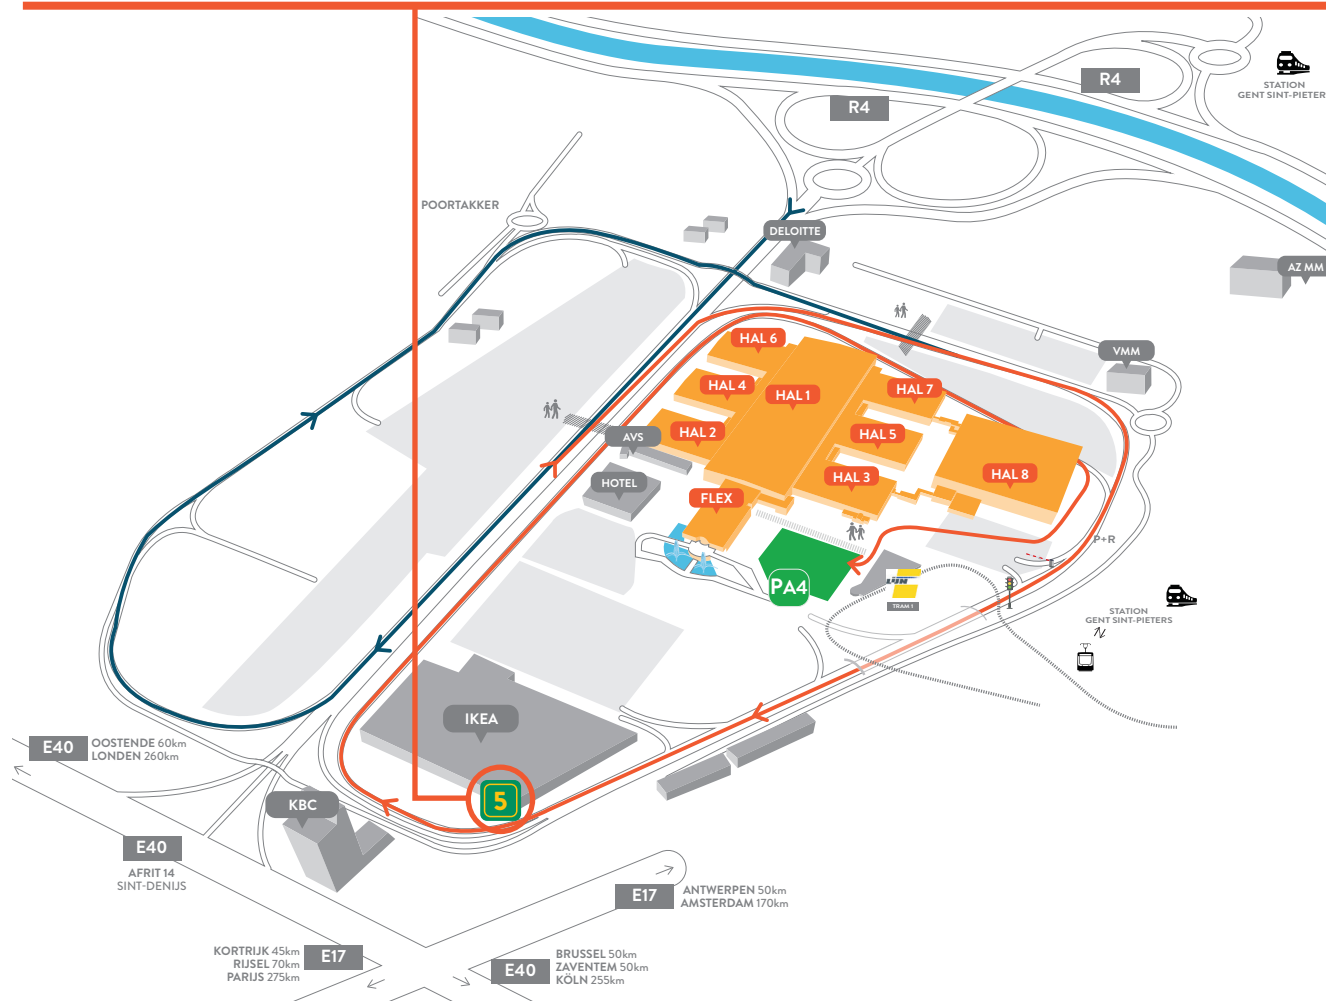 R4
R4
STATION
GENT SINT-PIETER
POORTAKKER
DELOITTE
AZ MM
VMM
HAL 6
HAL 4
HAL 1
HAL 7
HAL 2
HAL 5
AVS
HAL 3
HAL 8
HOTEL
FLEX
P+R
PA4
TRAM 1
STATION
GENT SINT-PIETERS
IKEA
E40
OOSTENDE 60km
LONDEN 260km
5
KBC
E40
AFRIT 14
SINT-DENIJS
E17
ANTWERPEN 50km
AMSTERDAM 170km
KORTRIJK 45km
RIJSEL 70km
PARIJS 275km
E17
E40
BRUSSEL 50km
ZAVENTEM 50km
KÖLN 255km